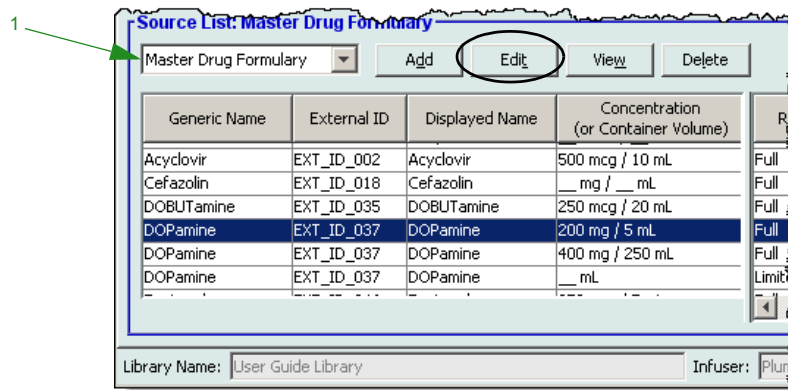 1
Source List: Master Drug Formulary
Master Drug Formulary Add Edit View Delete
Generic Name External ID Displayed Name Concentration
(or Container Volume)
Acyclovir EXT_ID_002 Acyclovir 500 mcg / 10 mL Full
Cefazolin EXT_ID_018 Cefazolin __ mg / __ mL Full
DOBUTamine EXT_ID_035 DOBUTamine 250 mcg / 20 mL Full
DOPamine EXT_ID_037 DOPamine 200 mg / 5 mL Full
DOPamine EXT_ID_037 DOPamine 400 mg / 250 mL Full
DOPamine EXT_ID_037 DOPamine __ mL
Library Name: User Guide Library Infuser: